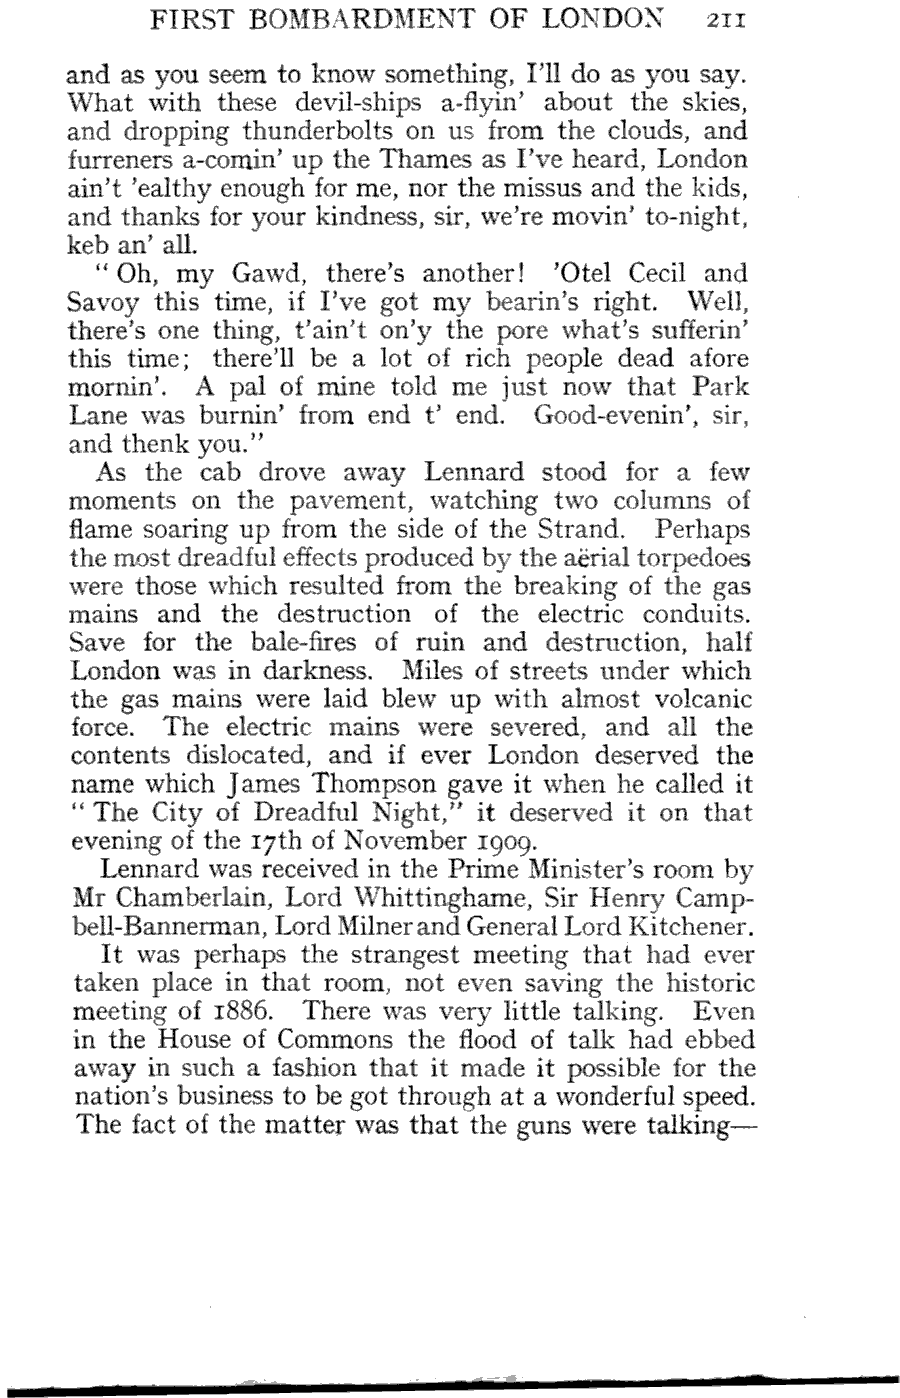 FIRST BOMBARDMENT OF LONDON 211
and as you seem to know something, I'll do as you say.
What with these devil-ships a-flyin' about the skies,
and dropping thunderbolts on us from the clouds, and
furreners a-comin' up the Thames as I've heard, London
ain't 'ealthy enough for me, nor the missus and the kids,
and thanks for your kindness, sir, we're movin' to-night,
keb an' all.
“ Oh, my Gawd, there's another! 'Otel Cecil and
Savoy this time, if I've got my bearin's right. Well,
there's one thing, t'ain't on'y the pore what's sufferin'
this time; there'll be a lot of rich people dead afore
mornin'. A pal of mine told me just now that Park
Lane was burnin' from end t' end. Good-evenin', sir,
and thenk you.”
As the cab drove away Lennard stood for a few
moments on the pavement, watching two columns of
flame soaring up from the side of the Strand. Perhaps
the most dreadful effects produced by the aërial torpedoes
were those which resulted from the breaking of the gas
mains and the destruction of the electric conduits.
Save for the bale-fires of ruin and destruction, half
London was in darkness. Miles of streets under which
the gas mains were laid blew up with almost volcanic
force. The electric mains were severed, and all the
contents dislocated, and if ever London deserved the
name which James Thompson gave it when he called it
“ The City of Dreadful Night,” it deserved it on that
evening of the 17th of November 1909.
Lennard was received in the Prime Minister's room by
Mr Chamberlain, Lord Whittinghame, Sir Henry Camp-
bell-Bannerman, Lord Milner and General Lord Kitchener.
It was perhaps the strangest meeting that had ever
taken place in that room, not even saving the historic
meeting of 1886. There was very little talking. Even
in the House of Commons the flood of talk had ebbed
away in such a fashion that it made it possible for the
nation's business to be got through at a wonderful speed.
The fact of the matter was that the guns were talking—